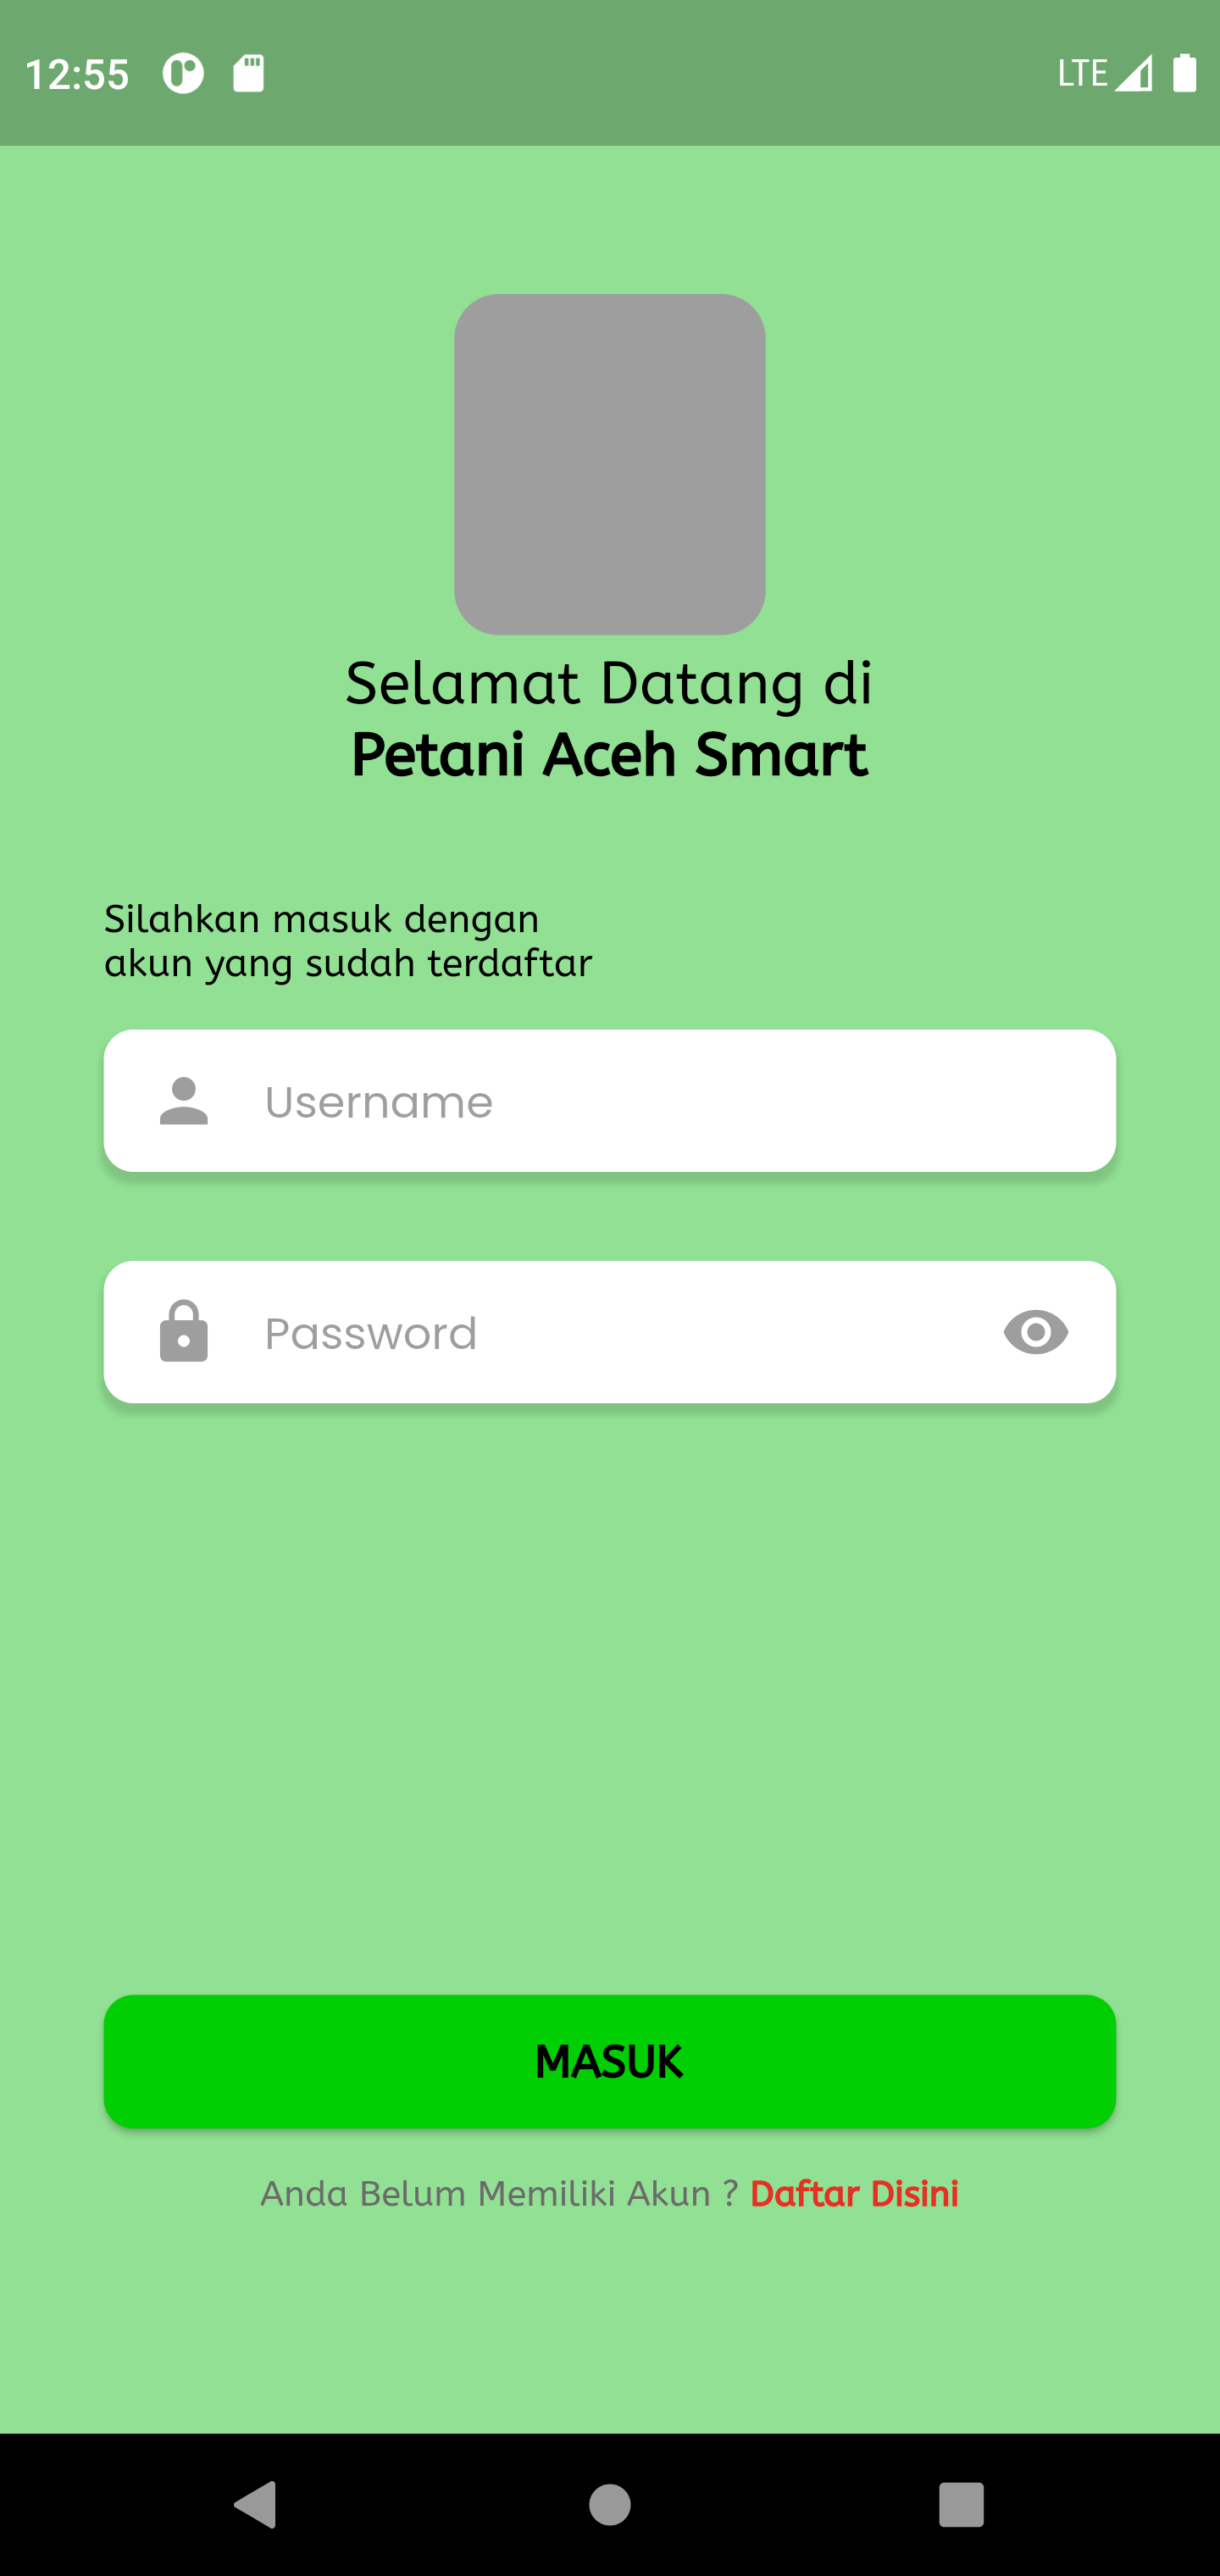 12:55
LTE
Selamat Datang di
Petani Aceh Smart
Silahkan masuk dengan
akun yang sudah terdaftar
Username
Password
MASUK
Anda Belum Memiliki Akun ? Daftar Disini